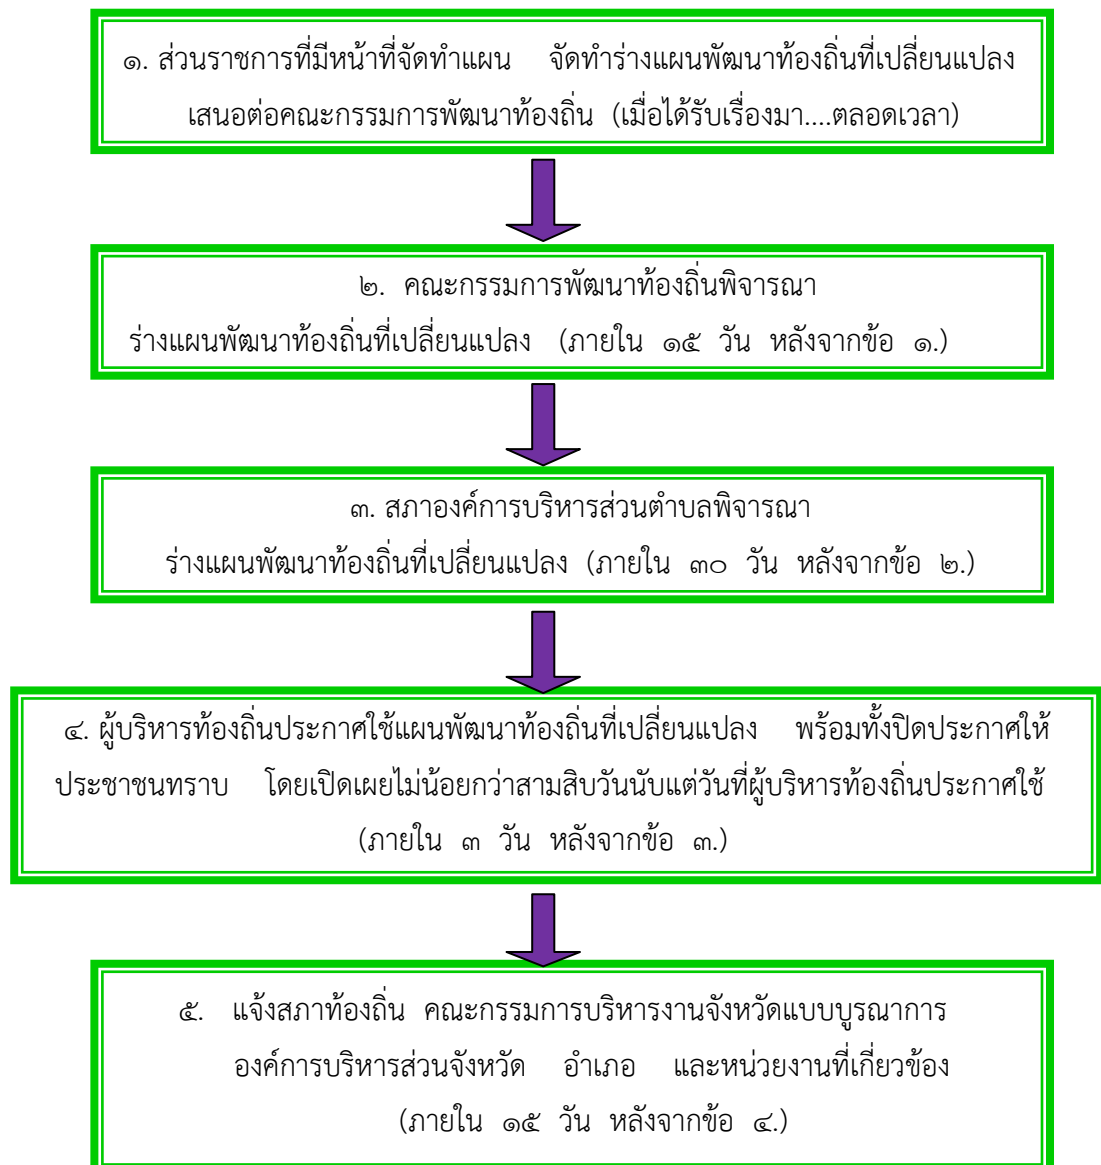 ๑. ส่วนราชการที่มีหน้าที่จัดทำแผน จัดทำร่างแผนพัฒนาท้องถิ่นที่เปลี่ยนแปลง
เสนอต่อคณะกรรมการพัฒนาท้องถิ่น (เมื่อได้รับเรื่องมา....ตลอดเวลา)
๒. คณะกรรมการพัฒนาท้องถิ่นพิจารณา
ร่างแผนพัฒนาท้องถิ่นที่เปลี่ยนแปลง (ภายใน ๑๕ วัน หลังจากข้อ ๑.)
๓. สภาองค์การบริหารส่วนตำบลพิจารณา
ร่างแผนพัฒนาท้องถิ่นที่เปลี่ยนแปลง (ภายใน ๓๐ วัน หลังจากข้อ ๒.)
๔. ผู้บริหารท้องถิ่นประกาศใช้แผนพัฒนาท้องถิ่นที่เปลี่ยนแปลง พร้อมทั้งปิดประกาศให้
ประชาชนทราบ โดยเปิดเผยไม่น้อยกว่าสามสิบวันนับแต่วันที่ผู้บริหารท้องถิ่นประกาศใช้
(ภายใน ๓ วัน หลังจากข้อ ๓.)
๕. แจ้งสภาท้องถิ่น คณะกรรมการบริหารงานจังหวัดแบบบูรณาการ
องค์การบริหารส่วนจังหวัด อำเภอ และหน่วยงานที่เกี่ยวข้อง
(ภายใน ๑๕ วัน หลังจากข้อ ๔.)